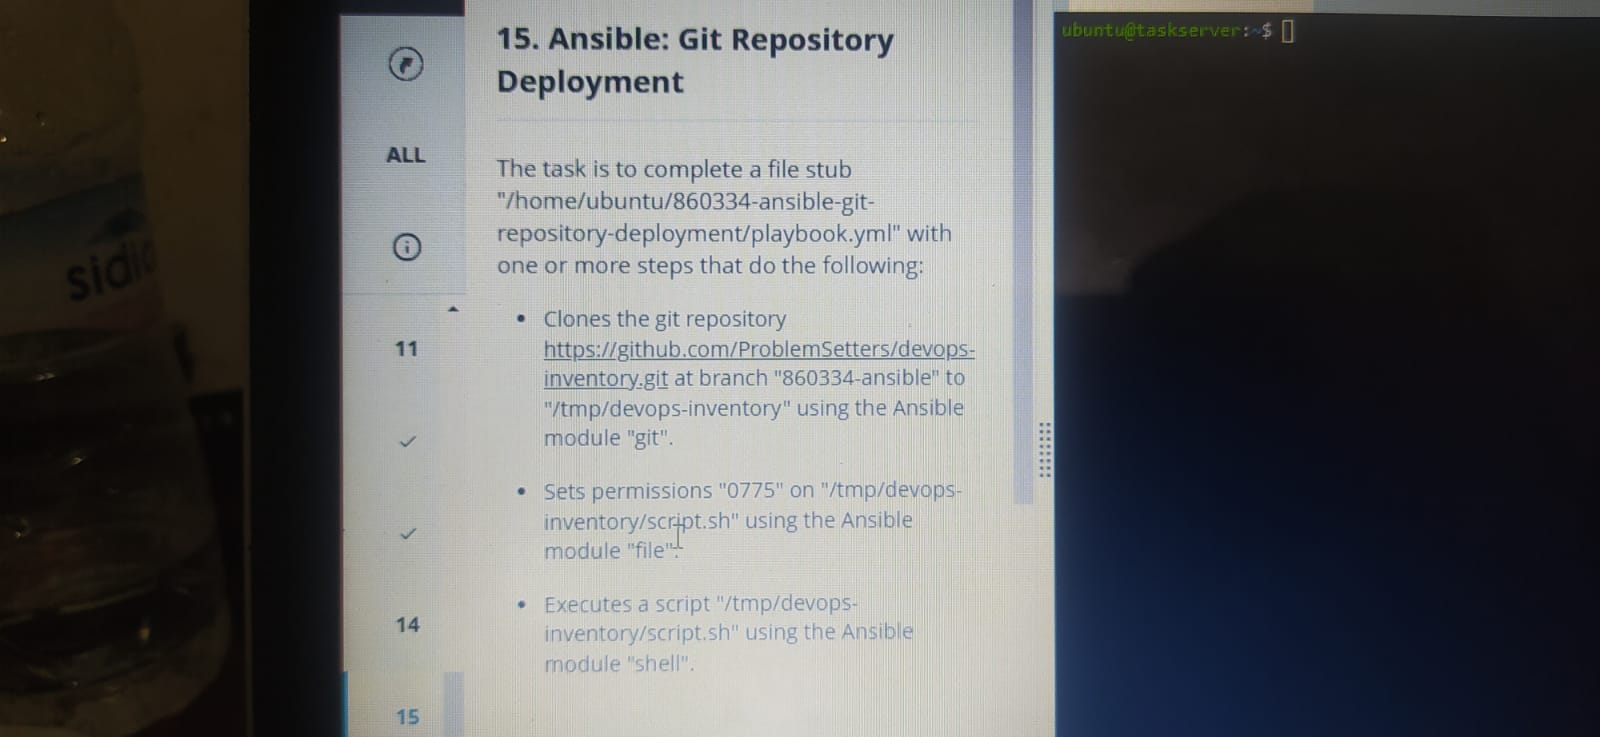 15. Ansible: Git Repository
Deployment
ALL
The task is to complete a file stub
"/home/ubuntu/860334-ansible-git-
repository-deployment/playbook.yml" with
one or more steps that do the following:
11
• Clones the git repository
https://github.com/ProblemSetters/devops-
inventory.git at branch "860334-ansible" to
"/tmp/devops-inventory" using the Ansible
module "git".
• Sets permissions "0775" on "/tmp/devops-
inventory/script.sh" using the Ansible
module "file".
• Executes a script "/tmp/devops-
inventory/script.sh" using the Ansible
module "shell".
14
15
ubuntu@taskserver:~$